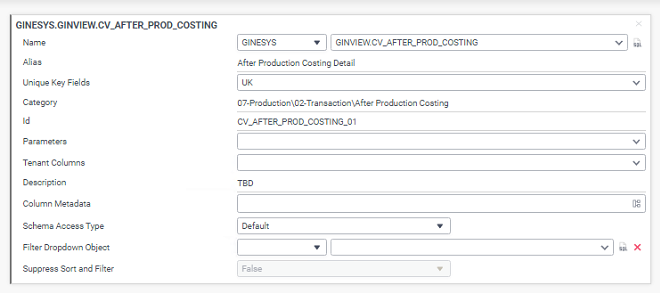 GINESYS.GINVIEW.CV_AFTER_PROD_COSTING
Name GINESYS GINVIEW.CV_AFTER_PROD_COSTING
Alias After Production Costing Detail
Unique Key Fields UK
Category 07-Production\02-Transaction\After Production Costing
Id CV_AFTER_PROD_COSTING_01
Parameters
Tenant Columns
Description TBD
Column Metadata
Schema Access Type Default
Filter Dropdown Object
Suppress Sort and Filter False